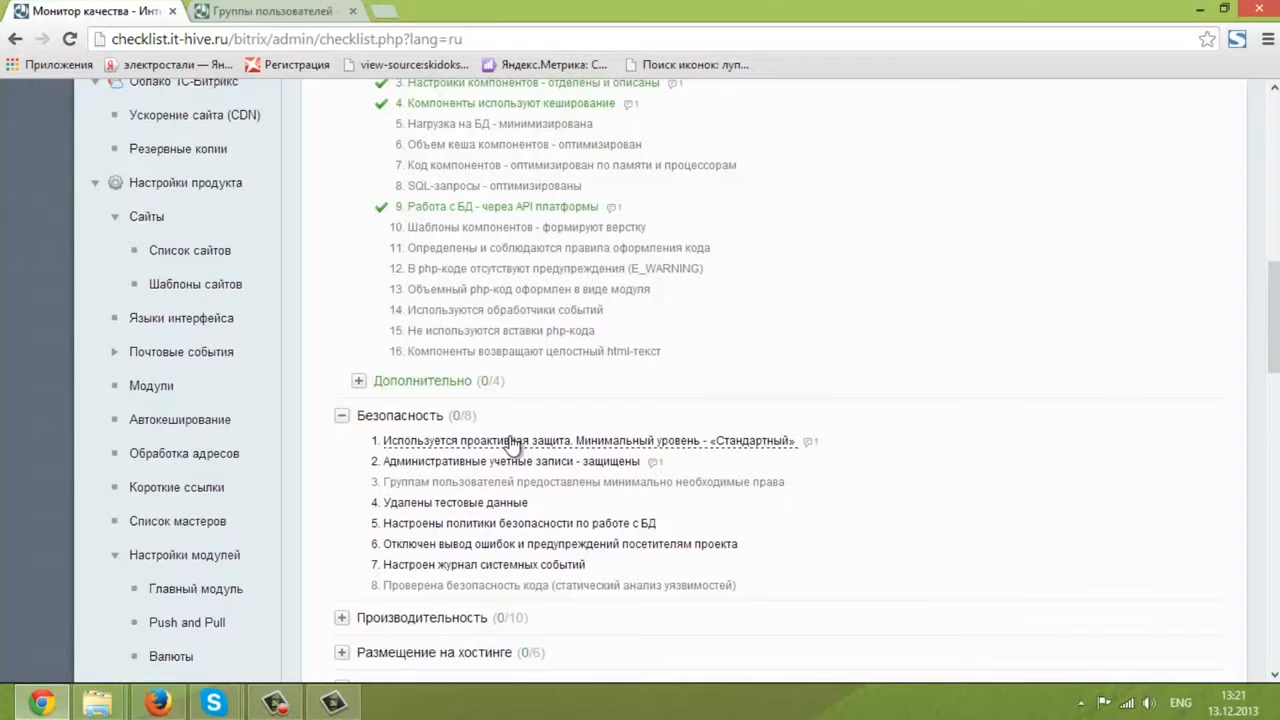 Монитор качества - Инт
Группы пользователей -
checklist.it-hive.ru/bitrix/admin/checklist.php?lang=ru
Приложения
электростали — Ян...
Регистрация
view-source:skidoks...
Яндекс.Метрика: С...
Поиск иконок: луп...
Облако 1С-Битрикс
Ускорение сайта (CDN)
Резервные копии
Настройки продукта
Сайты
Список сайтов
Шаблоны сайтов
Языки интерфейса
Почтовые события
Модули
Автокеширование
Обработка адресов
Короткие ссылки
Список мастеров
Настройки модулей
Главный модуль
Push and Pull
Валюты
3. Настройки компонентов - отделены и описаны 1
4. Компоненты используют кеширование 1
5. Нагрузка на БД - минимизирована
6. Объем кеша компонентов - оптимизирован
7. Код компонентов - оптимизирован по памяти и процессорам
8. SQL-запросы - оптимизированы
9. Работа с БД - через API платформы 1
10. Шаблоны компонентов - формируют верстку
11. Определены и соблюдаются правила оформления кода
12. В php-коде отсутствуют предупреждения (E_WARNING)
13. Объемный php-код оформлен в виде модуля
14. Используются обработчики событий
15. Не используются вставки php-кода
16. Компоненты возвращают целостный html-текст
Дополнительно (0/4)
Безопасность (0/8)
1. Используется проактивная защита. Минимальный уровень - «Стандартный» 1
2. Административные учетные записи - защищены 1
3. Группам пользователей предоставлены минимально необходимые права
4. Удалены тестовые данные
5. Настроены политики безопасности по работе с БД
6. Отключен вывод ошибок и предупреждений посетителям проекта
7. Настроен журнал системных событий
8. Проверена безопасность кода (статический анализ уязвимостей)
Производительность (0/10)
Размещение на хостинге (0/6)
ENG
13:21
13.12.2013